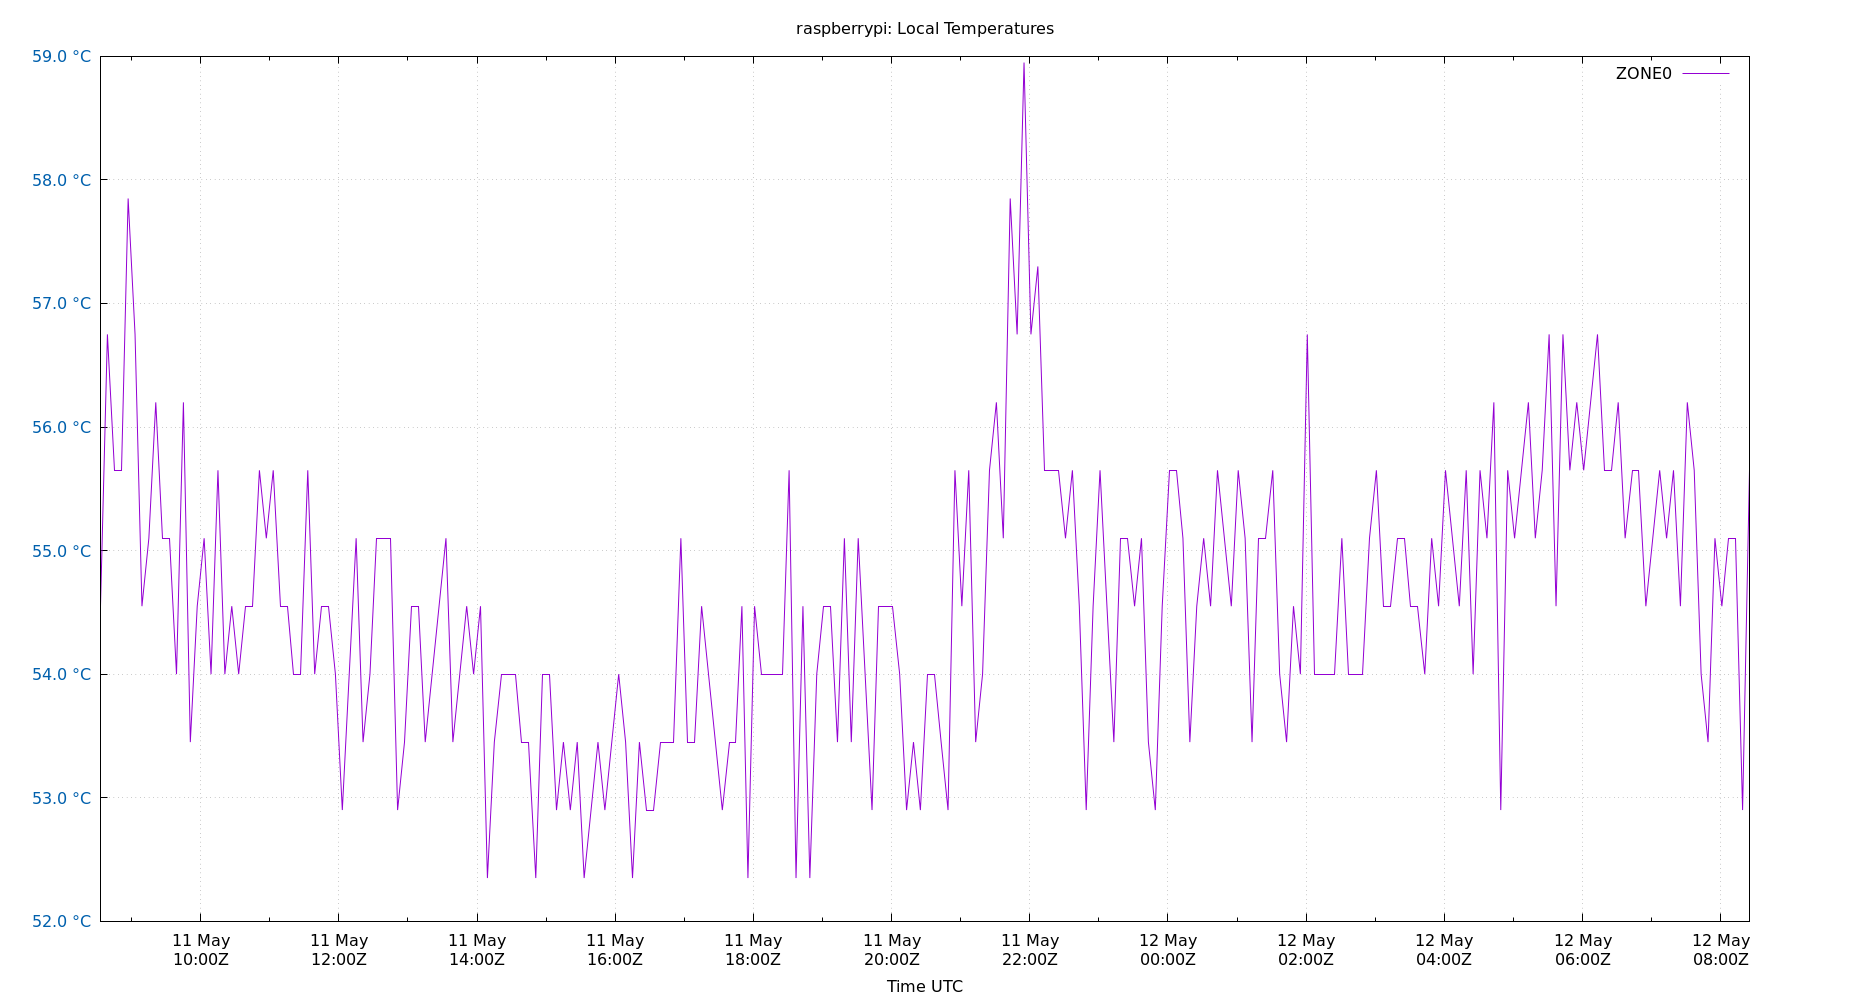 raspberrypi: Local Temperatures
59.0 °C
ZONE0
58.0 °C
57.0 °C
56.0 °C
55.0 °C
54.0 °C
53.0 °C
52.0 °C
11 May 11 May 11 May 11 May 11 May 11 May 11 May 12 May 12 May 12 May 12 May 12 May
10:00Z 12:00Z 14:00Z 16:00Z 18:00Z 20:00Z 22:00Z 00:00Z 02:00Z 04:00Z 06:00Z 08:00Z
Time UTC